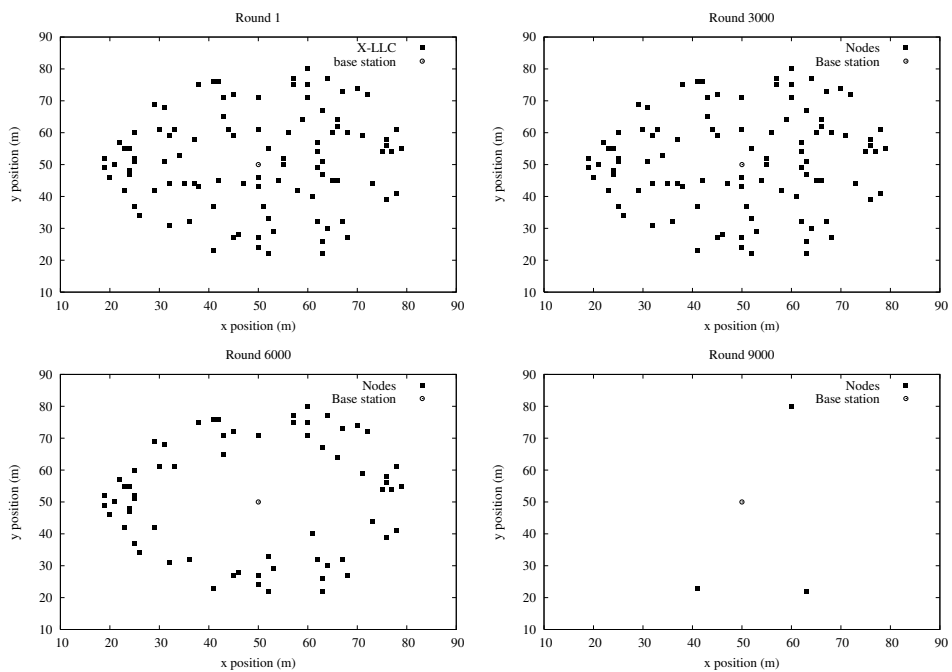 Round 1
X-LLC
base station
90
80
70
60
50
40
30
20
10
y position (m)
10 20 30 40 50 60 70 80 90
x position (m)
Round 3000
Nodes
Base station
90
80
70
60
50
40
30
20
10
y position (m)
10 20 30 40 50 60 70 80 90
x position (m)
Round 6000
Nodes
Base station
90
80
70
60
50
40
30
20
10
y position (m)
10 20 30 40 50 60 70 80 90
x position (m)
Round 9000
Nodes
Base station
90
80
70
60
50
40
30
20
10
y position (m)
10 20 30 40 50 60 70 80 90
x position (m)